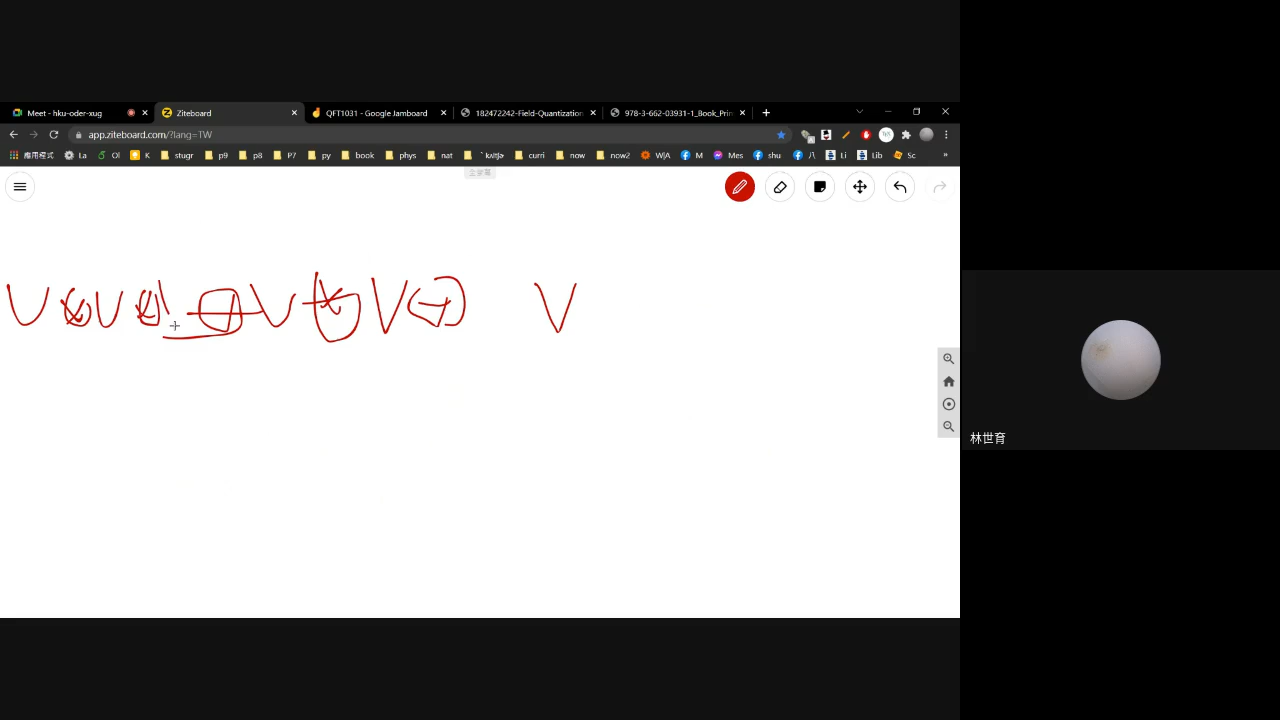 Meet - hku-oder-xug Ziteboard QFT1031 - Google Jamboard 182472242-Field-Quantization 978-3-662-03931-1_Book_Prin
app.ziteboard.com/?lang=TW
應用程式 La Ol K stugr p9 p8 P7 py book phys nat curri now now2 W|A M Mes shu 八 Li Lib Sc »
V ⊗ V ⊗ V ⊕ V ⊗ V ⊕ V
林世育